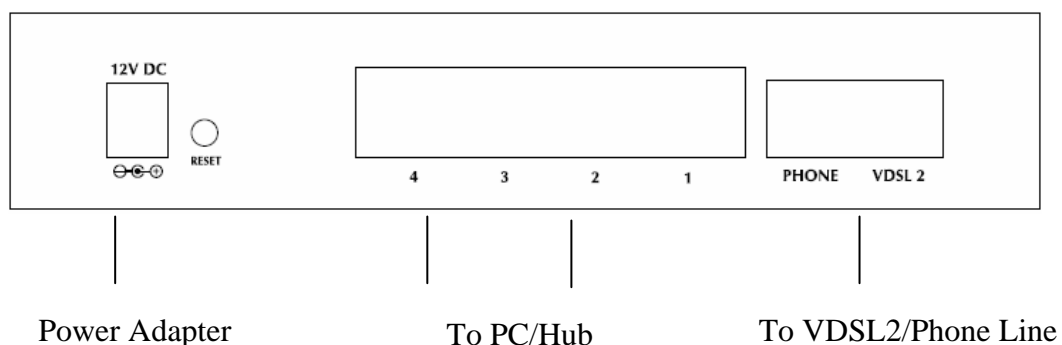 12V DC
RESET
4 3 2 1
PHONE VDSL 2
Power Adapter
To PC/Hub
To VDSL2/Phone Line